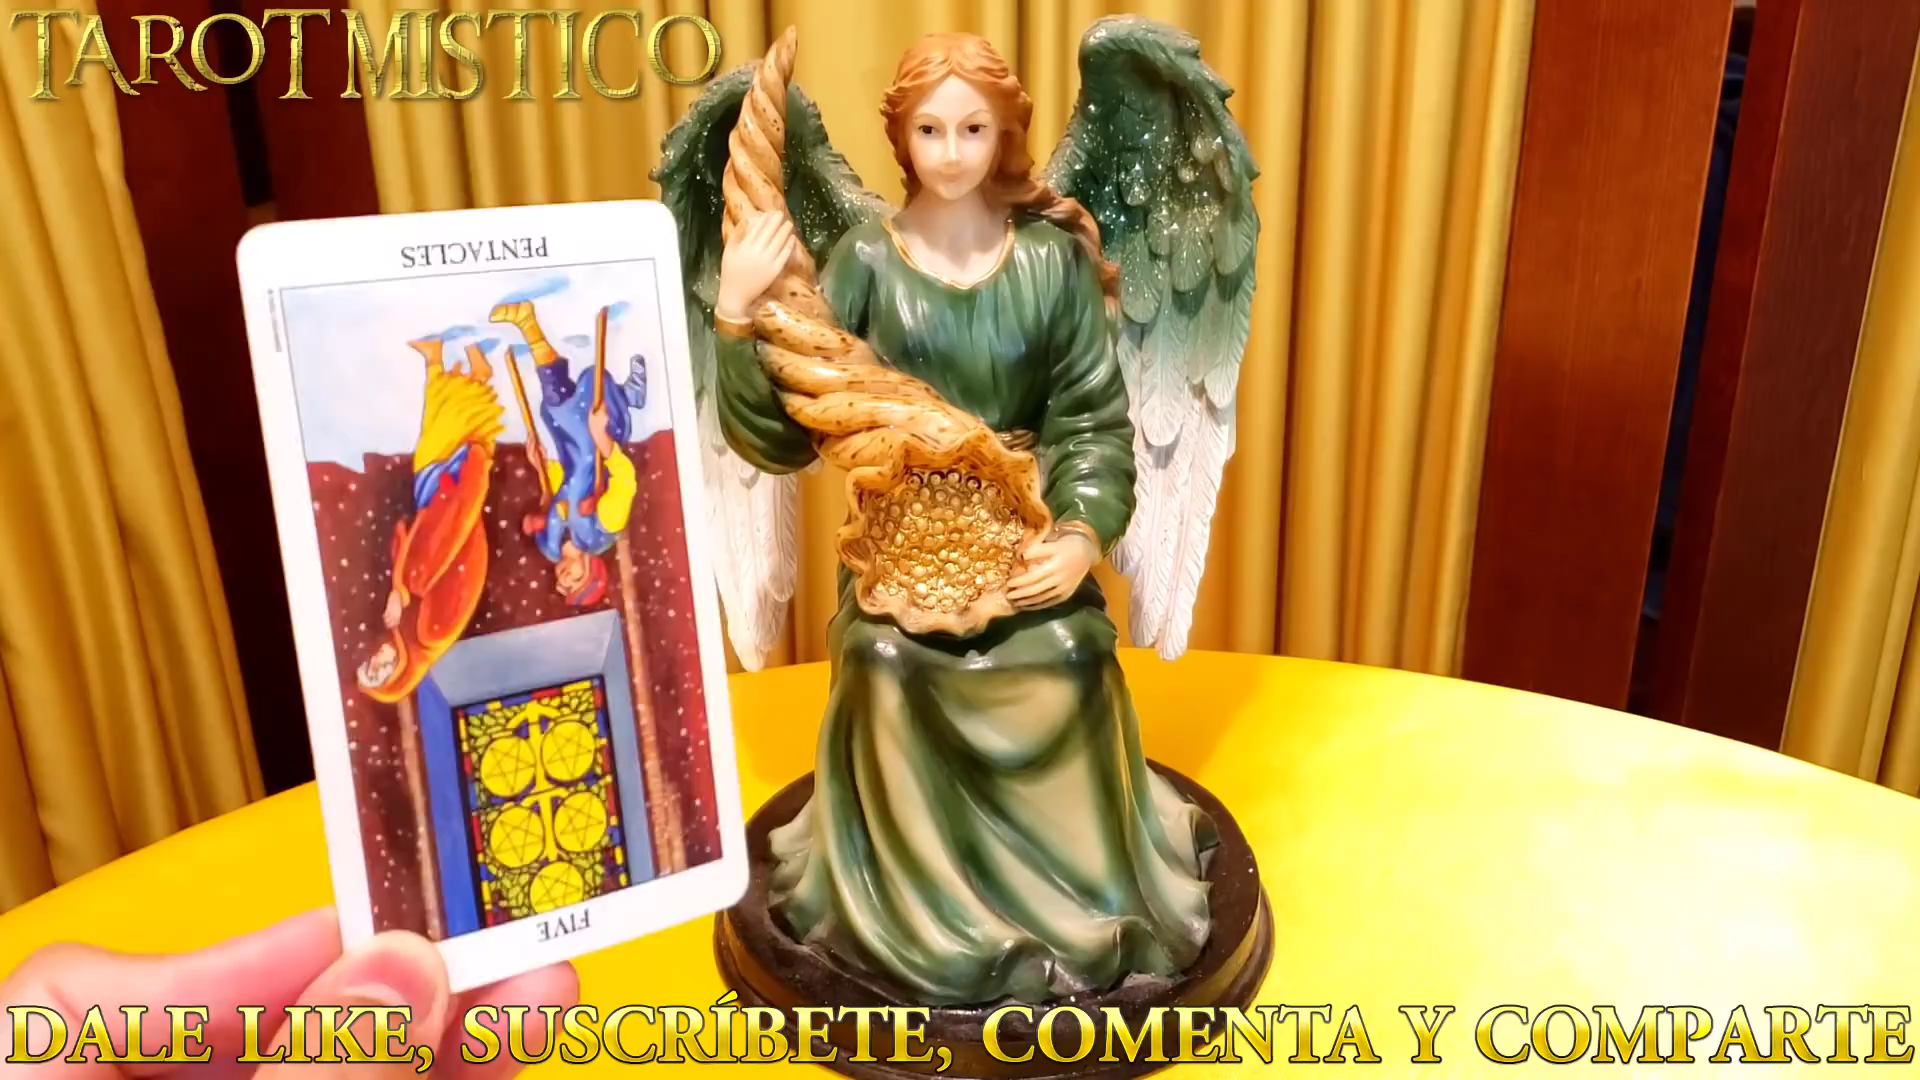 TAROT MISTICO
PENTACLES
FIVE
DALE LIKE, SUSCRÍBETE, COMENTA Y COMPARTE